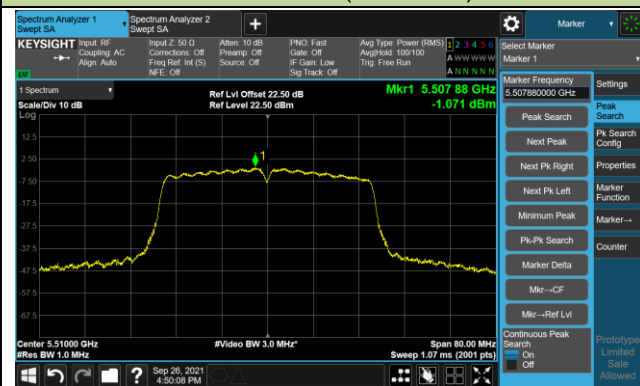 Spectrum Analyzer 1
Swept SA
Spectrum Analyzer 2
Swept SA
+
Marker
KEYSIGHT
Input: RF
Coupling: AC
Align: Auto
Input Z: 50 Ω
Corrections: Off
Freq Ref: Int (S)
NFE: Off
Atten: 10 dB
Preamp: Off
Source: Off
PNO: Fast
Gate: Off
IF Gain: Low
Sig Track: Off
Avg Type: Power (RMS)
Avg|Hold: 100/100
Trig: Free Run
1 2 3 4 5 6
A W W W W W
A N N N N N
Select Marker
Marker 1
1 Spectrum
Scale/Div 10 dB
Log
Ref Lvl Offset 22.50 dB
Ref Level 22.50 dBm
Mkr1 5.507 88 GHz
-1.071 dBm
12.5
2.50
-7.50
-17.5
-27.5
-37.5
-47.5
-57.5
-67.5
1
Center 5.51000 GHz
#Res BW 1.0 MHz
#Video BW 3.0 MHz*
Span 80.00 MHz
Sweep 1.07 ms (2001 pts)
Marker Frequency
5.507880000 GHz
Peak Search
Next Peak
Next Pk Right
Next Pk Left
Minimum Peak
Pk-Pk Search
Marker Delta
Mkr→CF
Mkr→Ref Lvl
Continuous Peak
Search
On
Off
Settings
Peak
Search
Pk Search
Config
Properties
Marker
Function
Marker→
Counter
Prototype
Limited
Sale
Allowed
?
Sep 26, 2021
4:50:08 PM